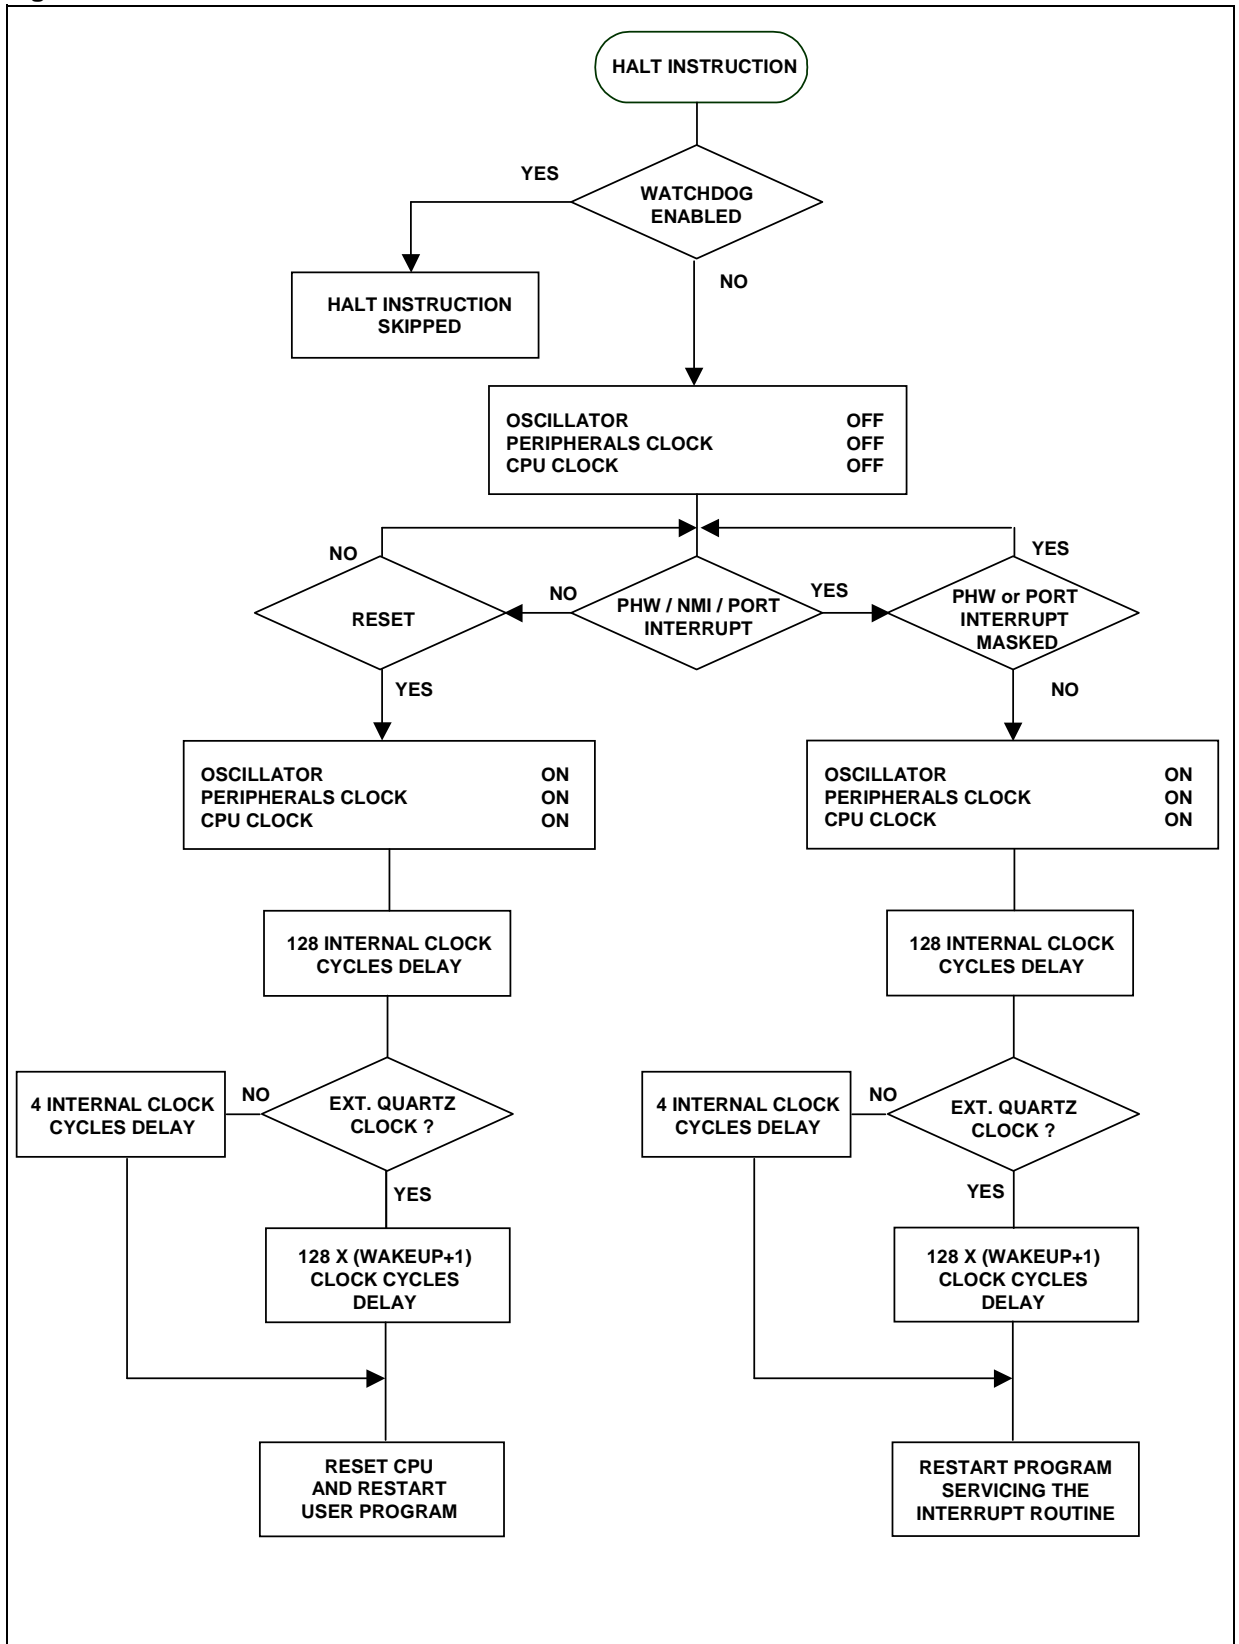 HALT INSTRUCTION
YES
WATCHDOG
ENABLED
NO
HALT INSTRUCTION
SKIPPED
OSCILLATOR OFF
PERIPHERALS CLOCK OFF
CPU CLOCK OFF
NO
YES
NO
YES
RESET
PHW / NMI / PORT
INTERRUPT
PHW or PORT
INTERRUPT
MASKED
YES
NO
OSCILLATOR ON
PERIPHERALS CLOCK ON
CPU CLOCK ON
OSCILLATOR ON
PERIPHERALS CLOCK ON
CPU CLOCK ON
128 INTERNAL CLOCK
CYCLES DELAY
128 INTERNAL CLOCK
CYCLES DELAY
4 INTERNAL CLOCK
CYCLES DELAY
NO
EXT. QUARTZ
CLOCK ?
4 INTERNAL CLOCK
CYCLES DELAY
NO
EXT. QUARTZ
CLOCK ?
YES
YES
128 X (WAKEUP+1)
CLOCK CYCLES
DELAY
128 X (WAKEUP+1)
CLOCK CYCLES
DELAY
RESET CPU
AND RESTART
USER PROGRAM
RESTART PROGRAM
SERVICING THE
INTERRUPT ROUTINE